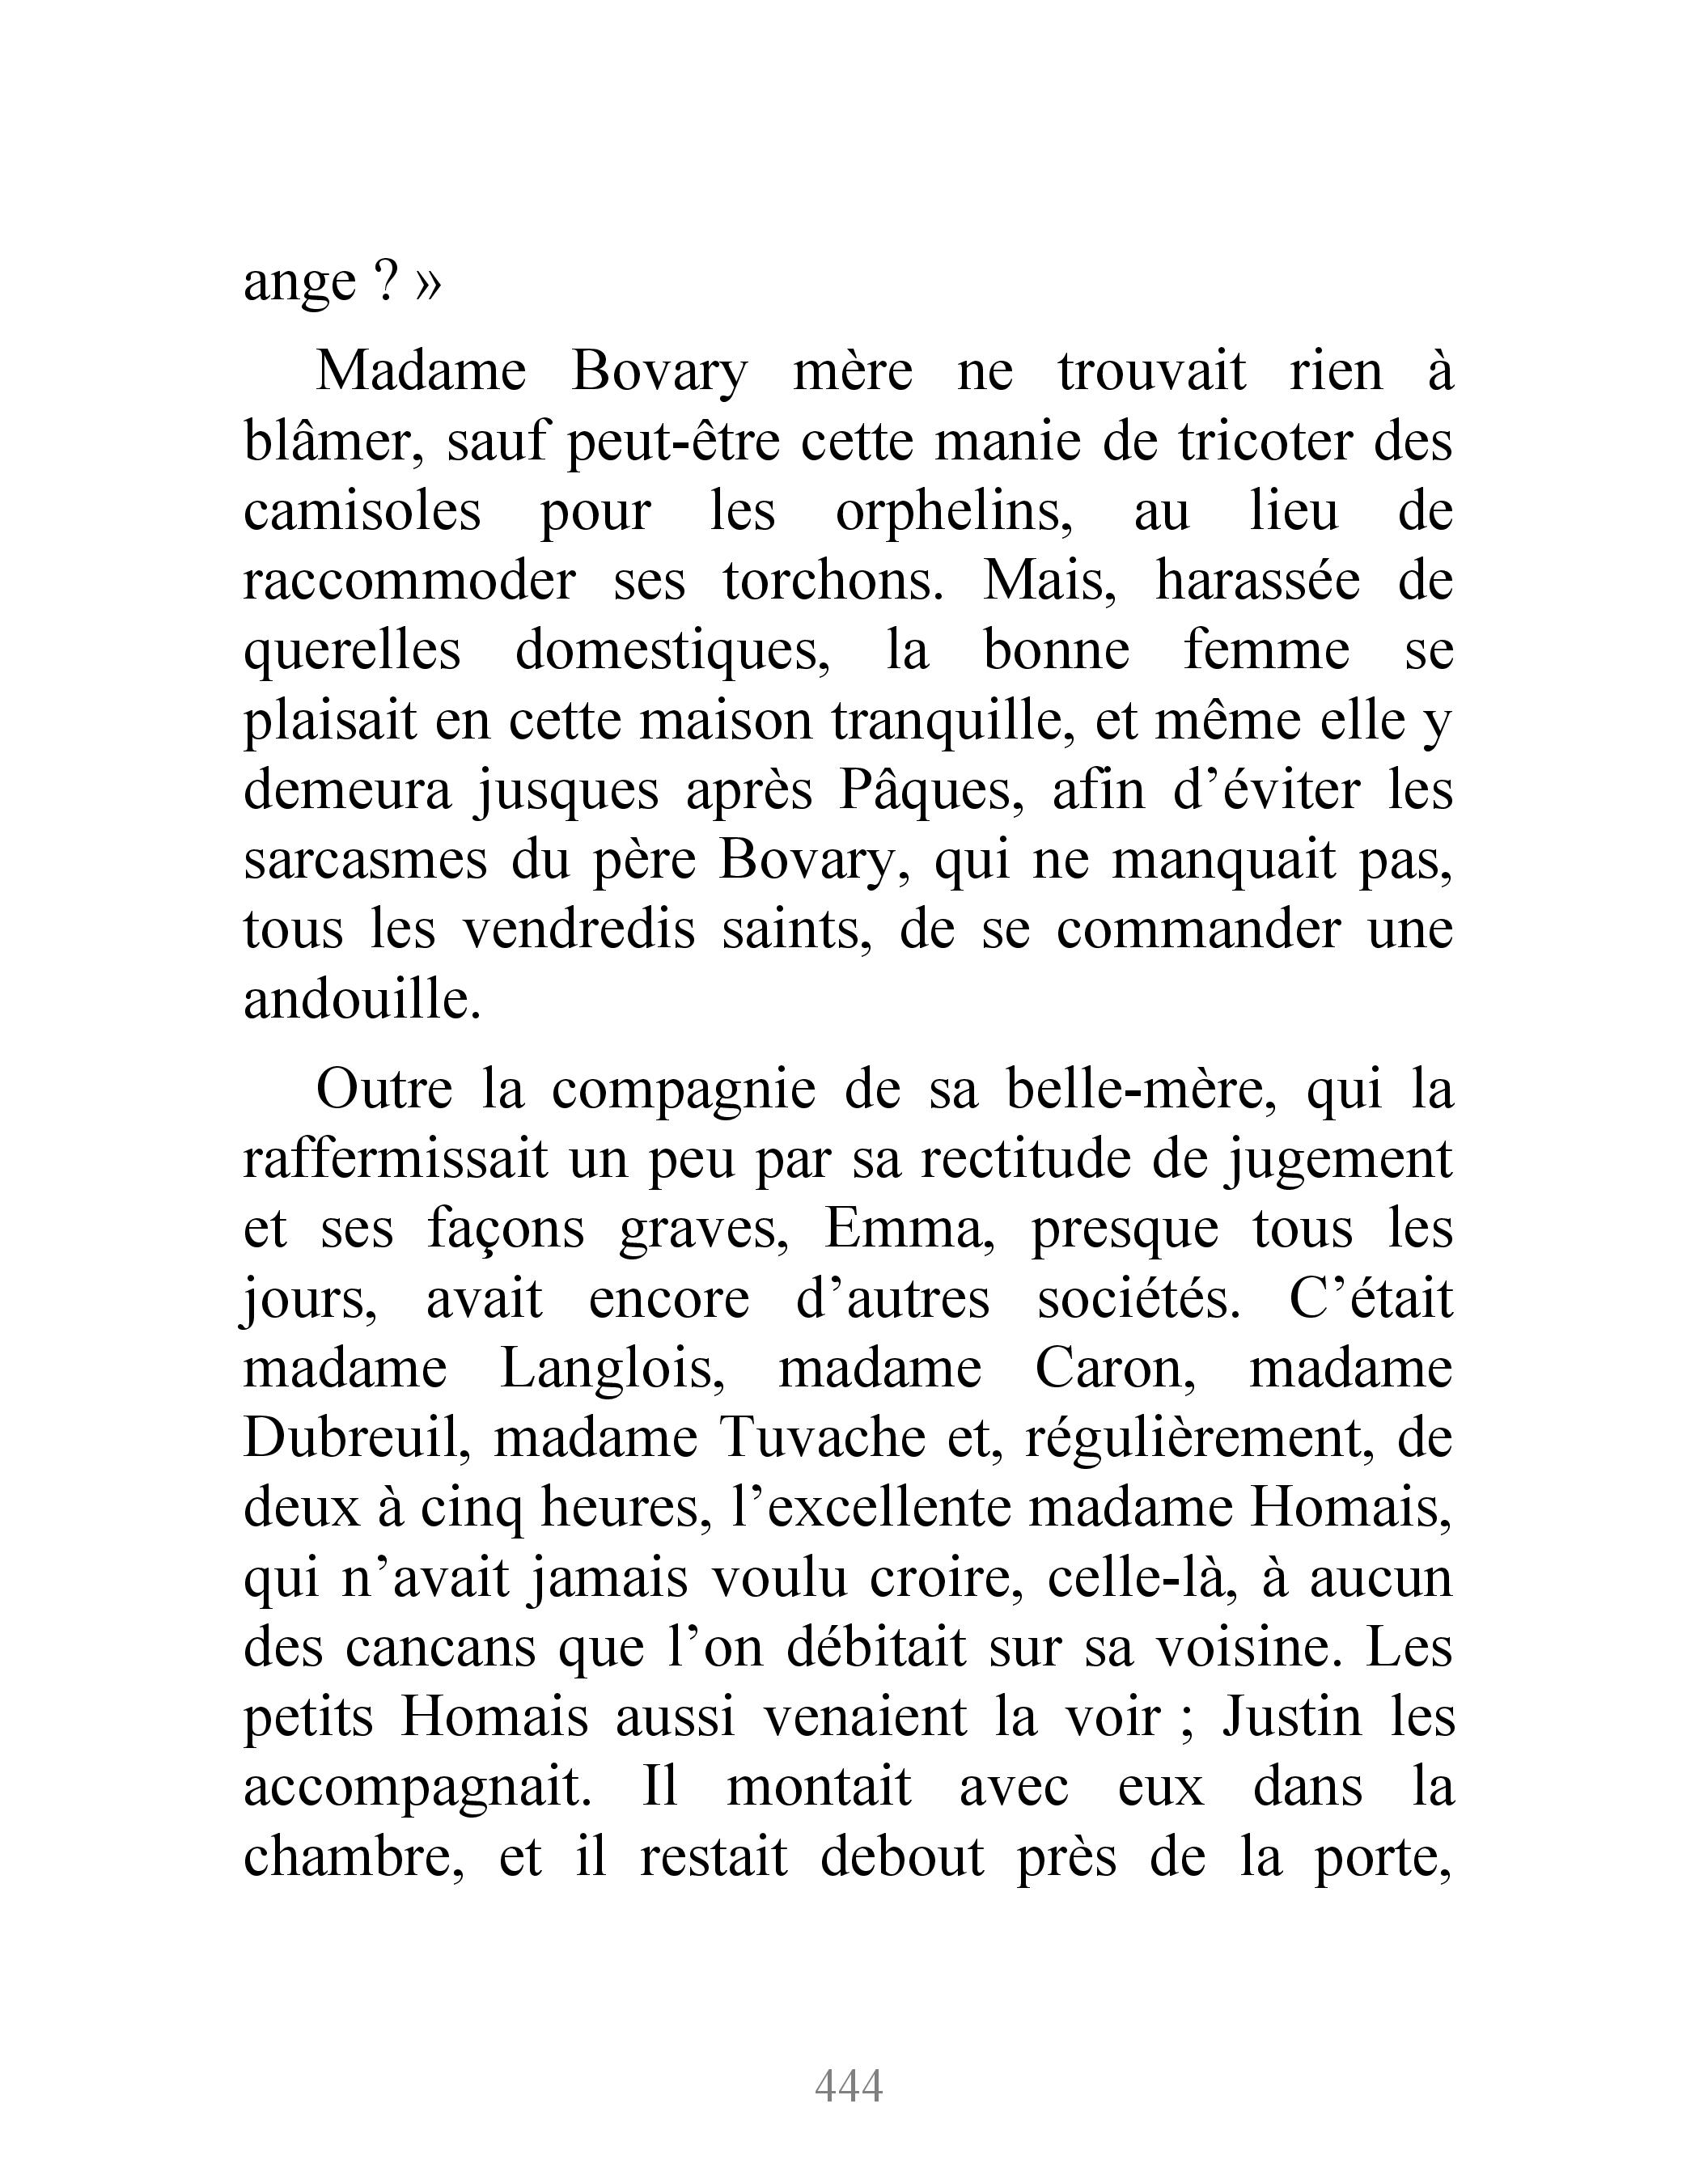 ange ? »
Madame Bovary mère ne trouvait rien à
blâmer, sauf peut-être cette manie de tricoter des
camisoles pour les orphelins, au lieu de
raccommoder ses torchons. Mais, harassée de
querelles domestiques, la bonne femme se
plaisait en cette maison tranquille, et même elle y
demeura jusques après Pâques, afin d’éviter les
sarcasmes du père Bovary, qui ne manquait pas,
tous les vendredis saints, de se commander une
andouille.
Outre la compagnie de sa belle-mère, qui la
raffermissait un peu par sa rectitude de jugement
et ses façons graves, Emma, presque tous les
jours, avait encore d’autres sociétés. C’était
madame Langlois, madame Caron, madame
Dubreuil, madame Tuvache et, régulièrement, de
deux à cinq heures, l’excellente madame Homais,
qui n’avait jamais voulu croire, celle-là, à aucun
des cancans que l’on débitait sur sa voisine. Les
petits Homais aussi venaient la voir ; Justin les
accompagnait. Il montait avec eux dans la
chambre, et il restait debout près de la porte,
444